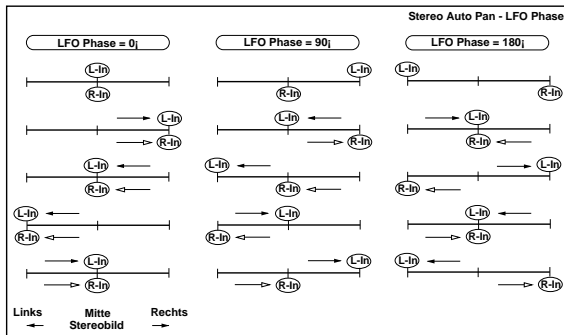 Stereo Auto Pan - LFO Phase
LFO Phase = 0¡ LFO Phase = 90¡ LFO Phase = 180¡
L-In L-In L-In
R-In R-In R-In
L-In L-In L-In
R-In R-In R-In
L-In L-In L-In
R-In R-In R-In
L-In L-In L-In
R-In R-In R-In
L-In L-In L-In
R-In R-In R-In
Links Mitte Rechts
Stereobild